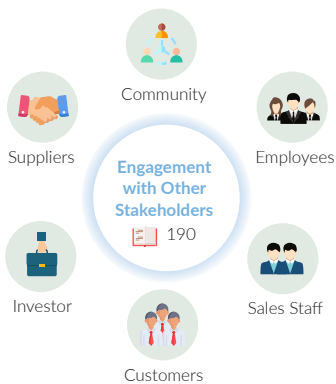 Community
Suppliers
Employees
Engagement
with Other
Stakeholders
190
Investor
Sales Staff
Customers